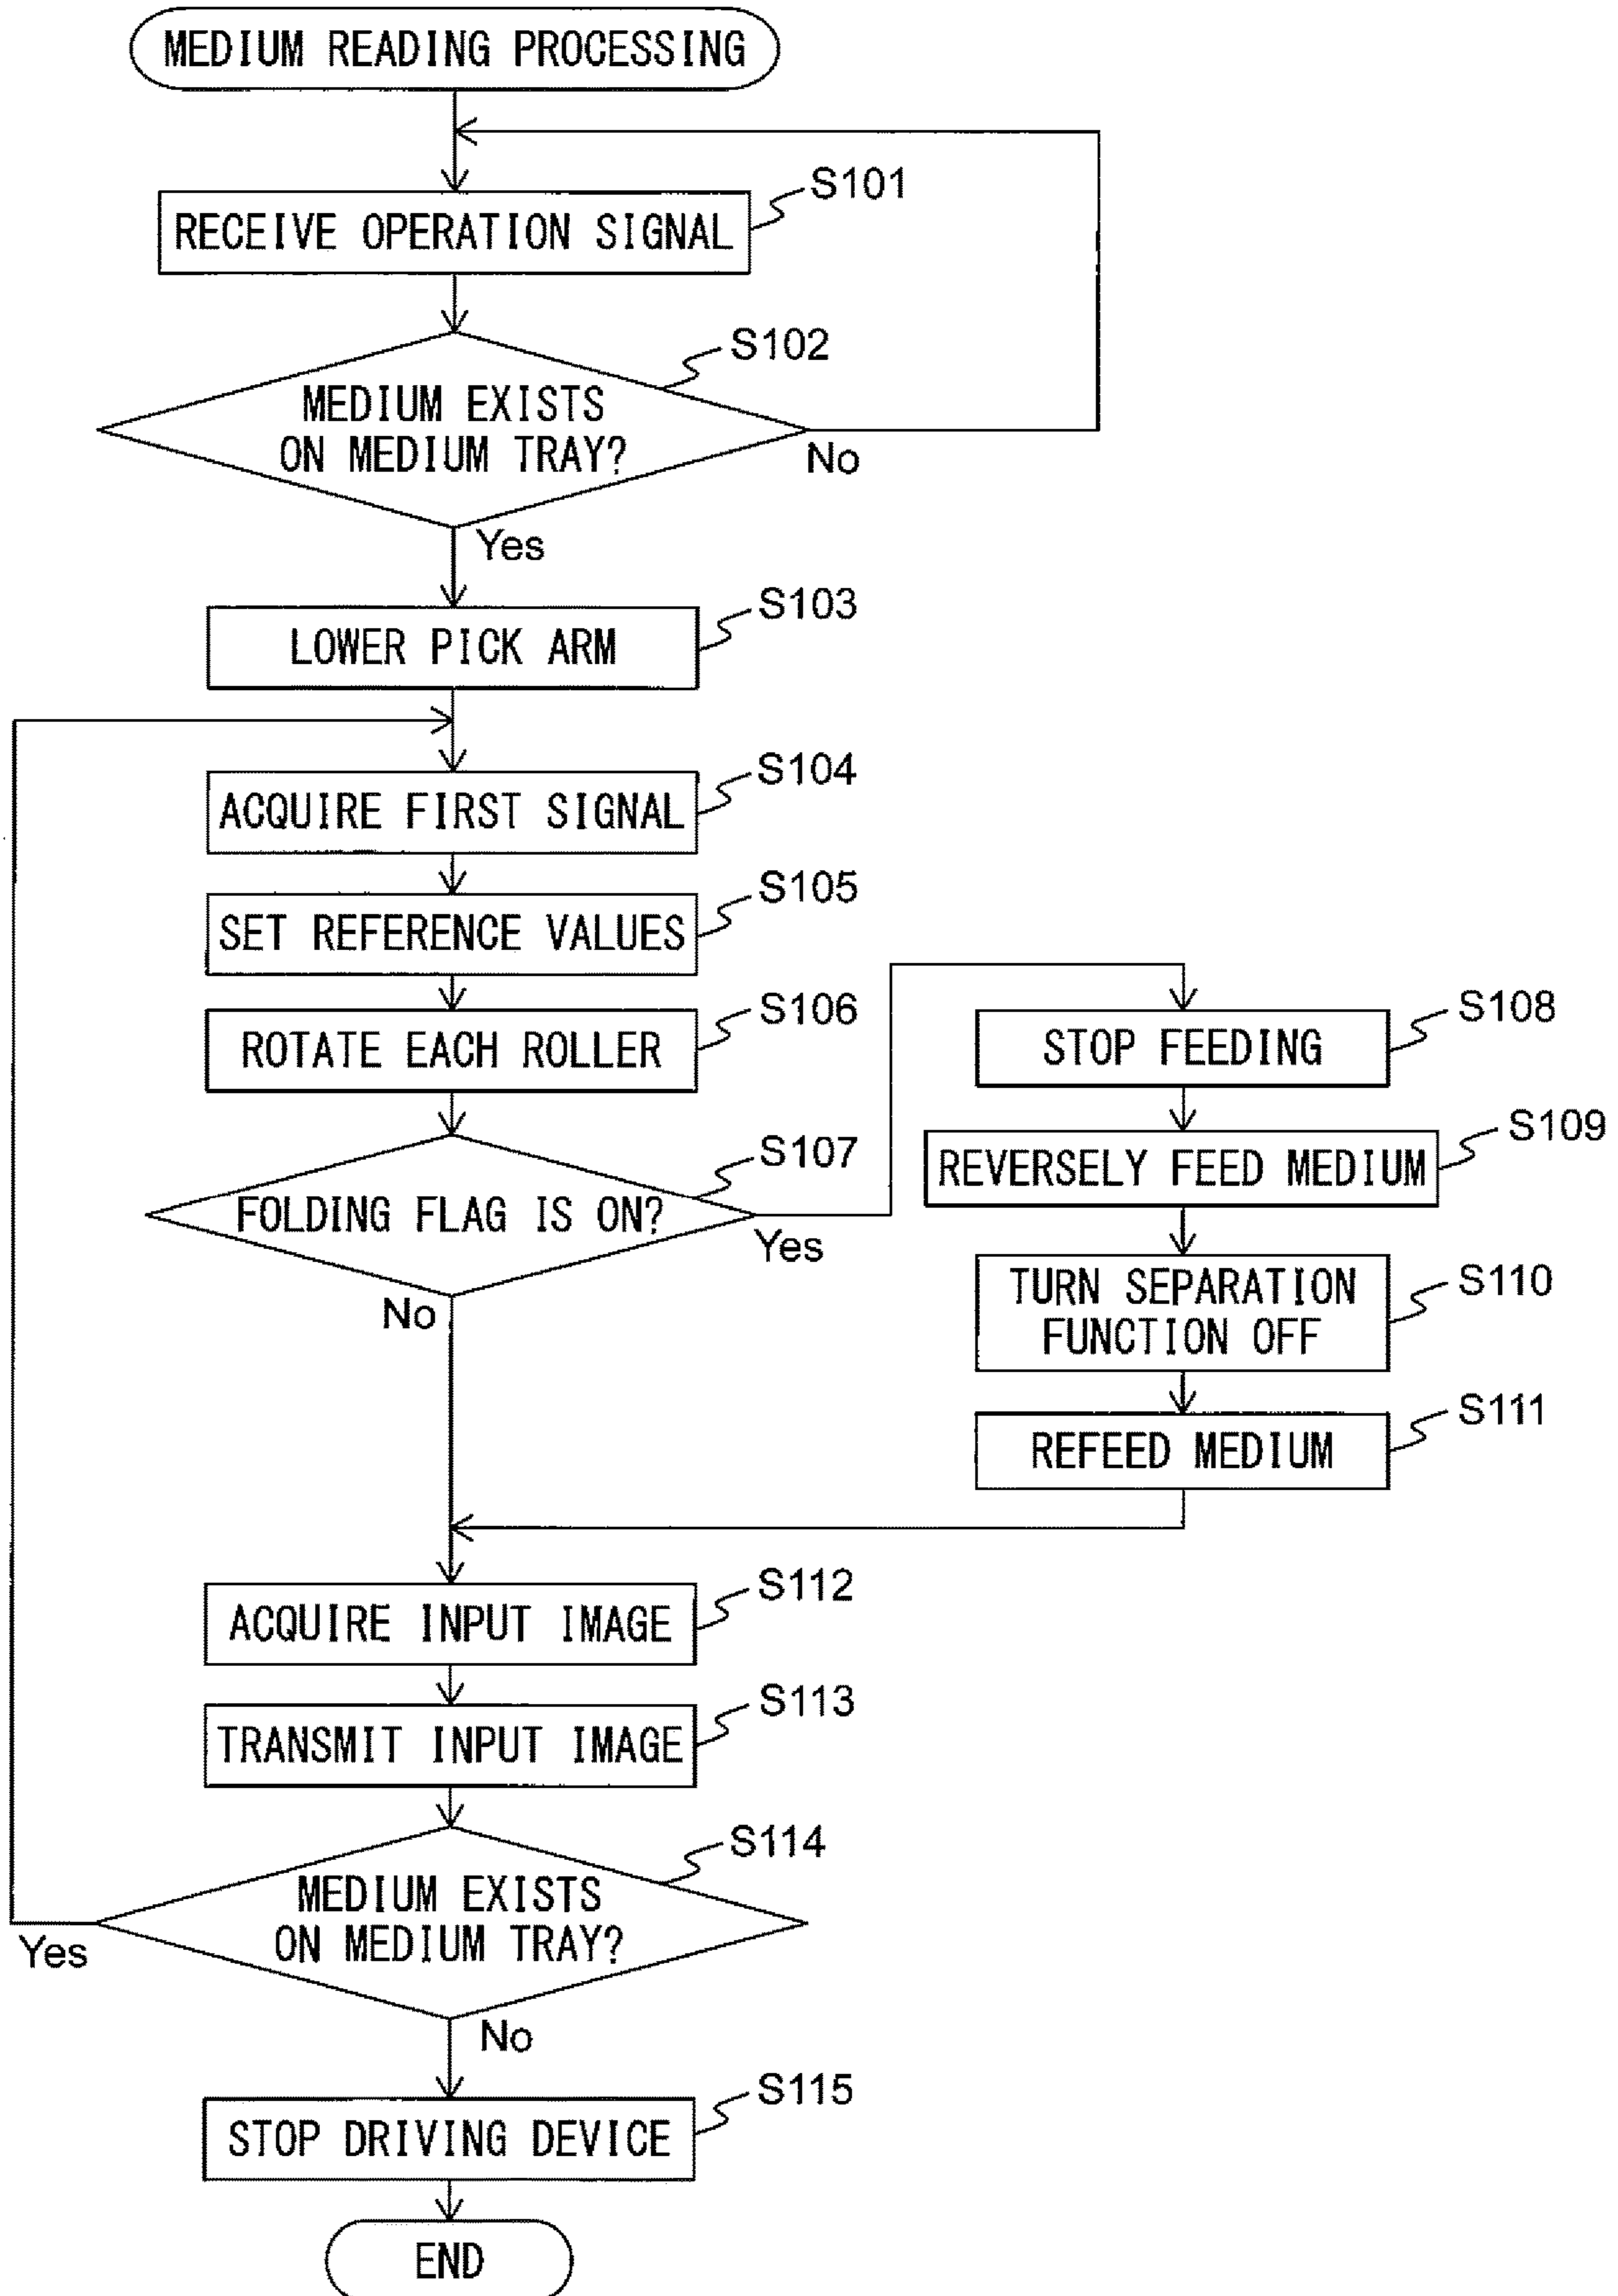 MEDIUM READING PROCESSING
S101
RECEIVE OPERATION SIGNAL
S102
MEDIUM EXISTS
ON MEDIUM TRAY?
No
Yes
S103
LOWER PICK ARM
S104
ACQUIRE FIRST SIGNAL
S105
SET REFERENCE VALUES
S106
ROTATE EACH ROLLER
S107
FOLDING FLAG IS ON?
Yes
No
S108
STOP FEEDING
S109
REVERSELY FEED MEDIUM
S110
TURN SEPARATION
FUNCTION OFF
S111
REFEED MEDIUM
S112
ACQUIRE INPUT IMAGE
S113
TRANSMIT INPUT IMAGE
S114
MEDIUM EXISTS
ON MEDIUM TRAY?
Yes
No
S115
STOP DRIVING DEVICE
END